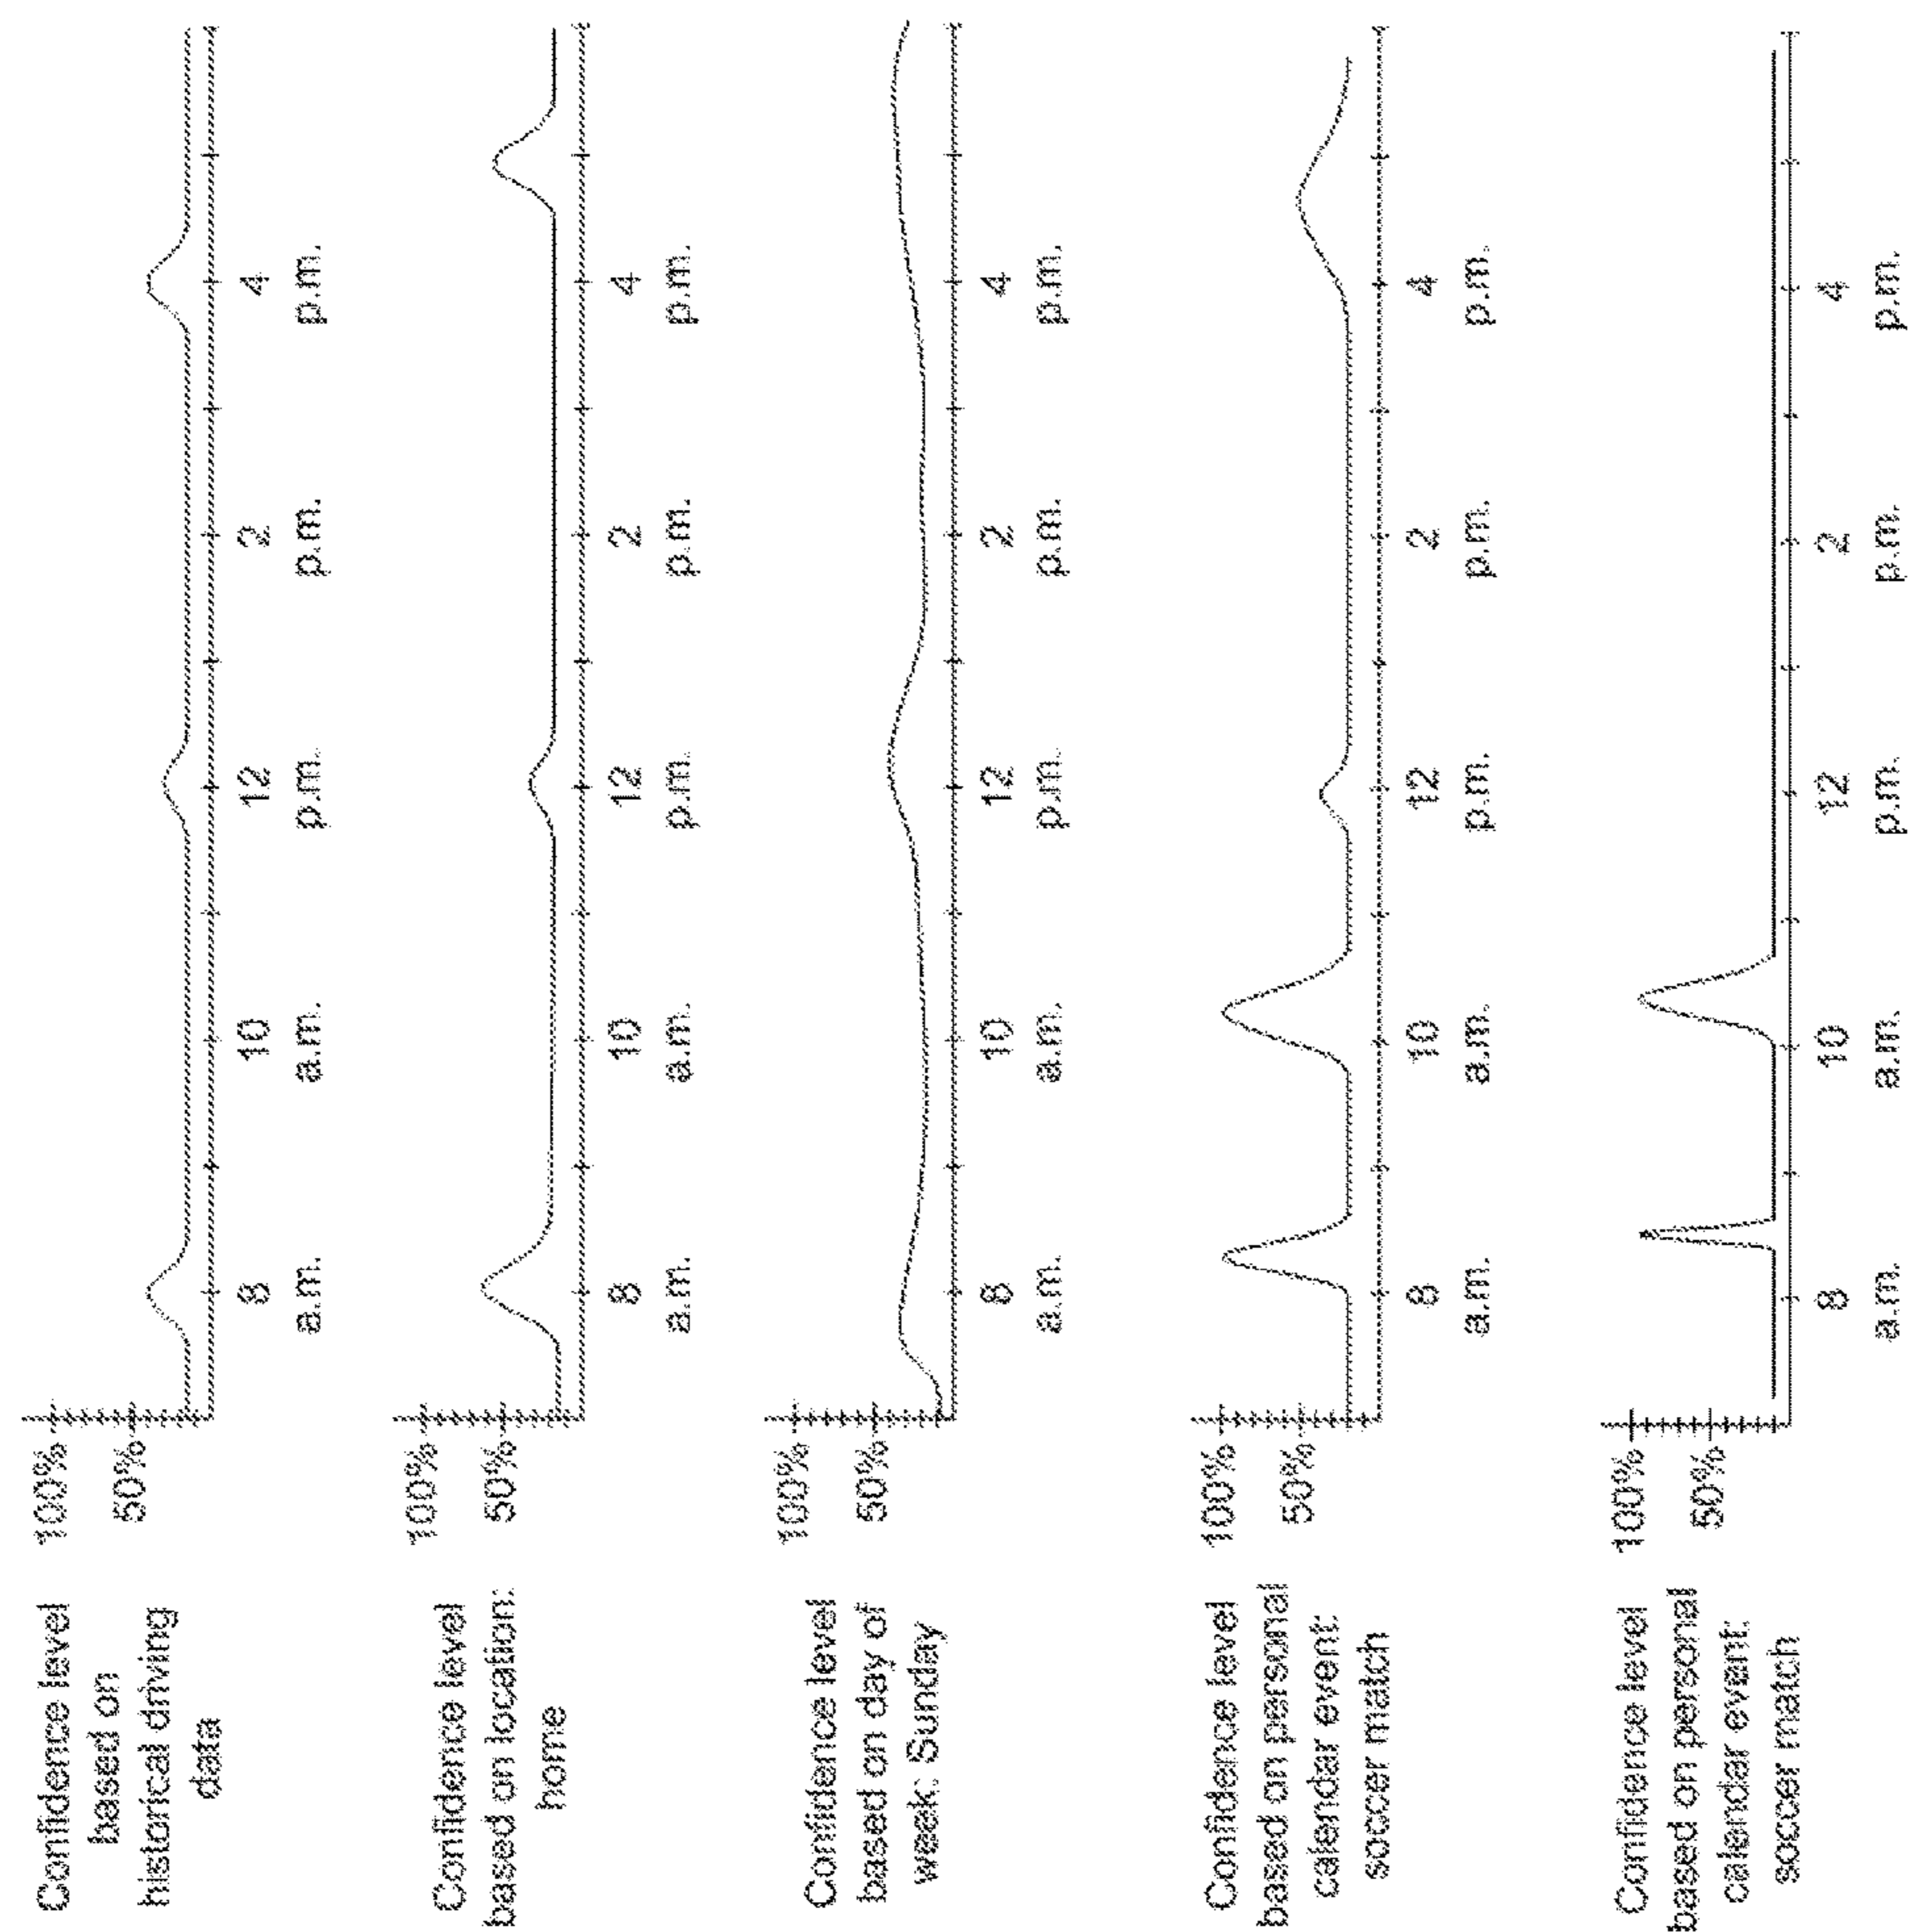 Confidence level
based on
historical driving
data
100%
50%
8
a.m.
10
a.m.
12
p.m.
2
p.m.
4
p.m.
Confidence level
based on location:
home
100%
50%
8
a.m.
10
a.m.
12
p.m.
2
p.m.
4
p.m.
Confidence level
based on day of
week: Sunday
100%
50%
8
a.m.
10
a.m.
12
p.m.
2
p.m.
4
p.m.
Confidence level
based on personal
calendar event:
soccer match
100%
50%
8
a.m.
10
a.m.
12
p.m.
2
p.m.
4
p.m.
Confidence level
based on personal
calendar event:
soccer match
100%
50%
8
a.m.
10
a.m.
12
p.m.
2
p.m.
4
p.m.